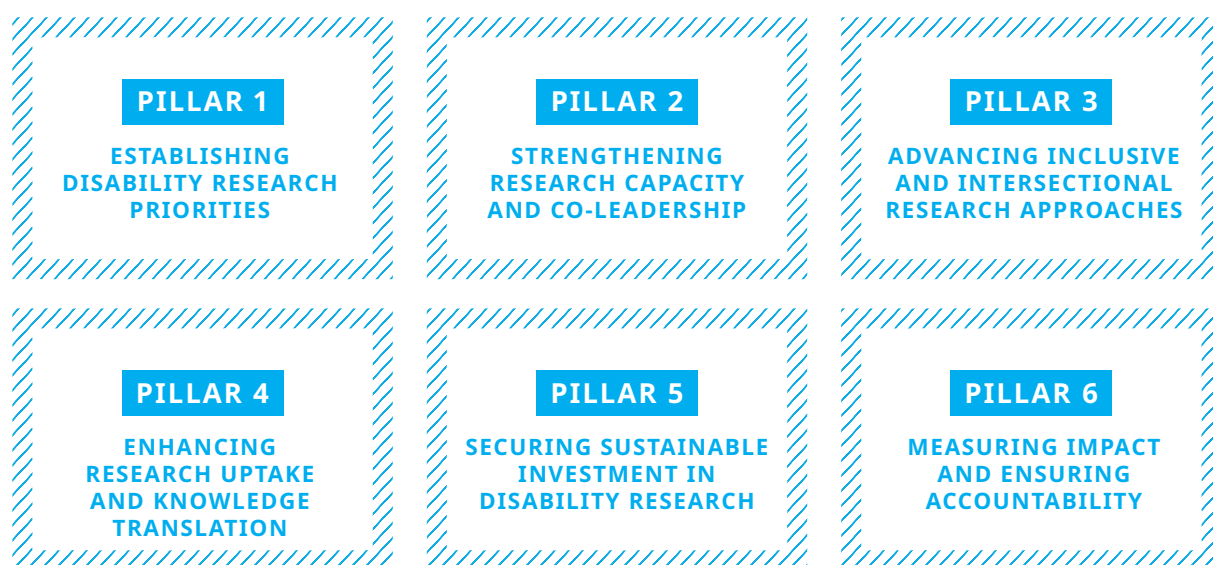 PILLAR 1
ESTABLISHING
DISABILITY RESEARCH
PRIORITIES
PILLAR 2
STRENGTHENING
RESEARCH CAPACITY
AND CO-LEADERSHIP
PILLAR 3
ADVANCING INCLUSIVE
AND INTERSECTIONAL
RESEARCH APPROACHES
PILLAR 4
ENHANCING
RESEARCH UPTAKE
AND KNOWLEDGE
TRANSLATION
PILLAR 5
SECURING SUSTAINABLE
INVESTMENT IN
DISABILITY RESEARCH
PILLAR 6
MEASURING IMPACT
AND ENSURING
ACCOUNTABILITY